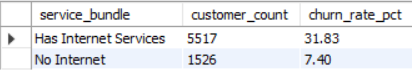 service_bundle customer_count churn_rate_pct
Has Internet Services 5517 31.83
No Internet 1526 7.40